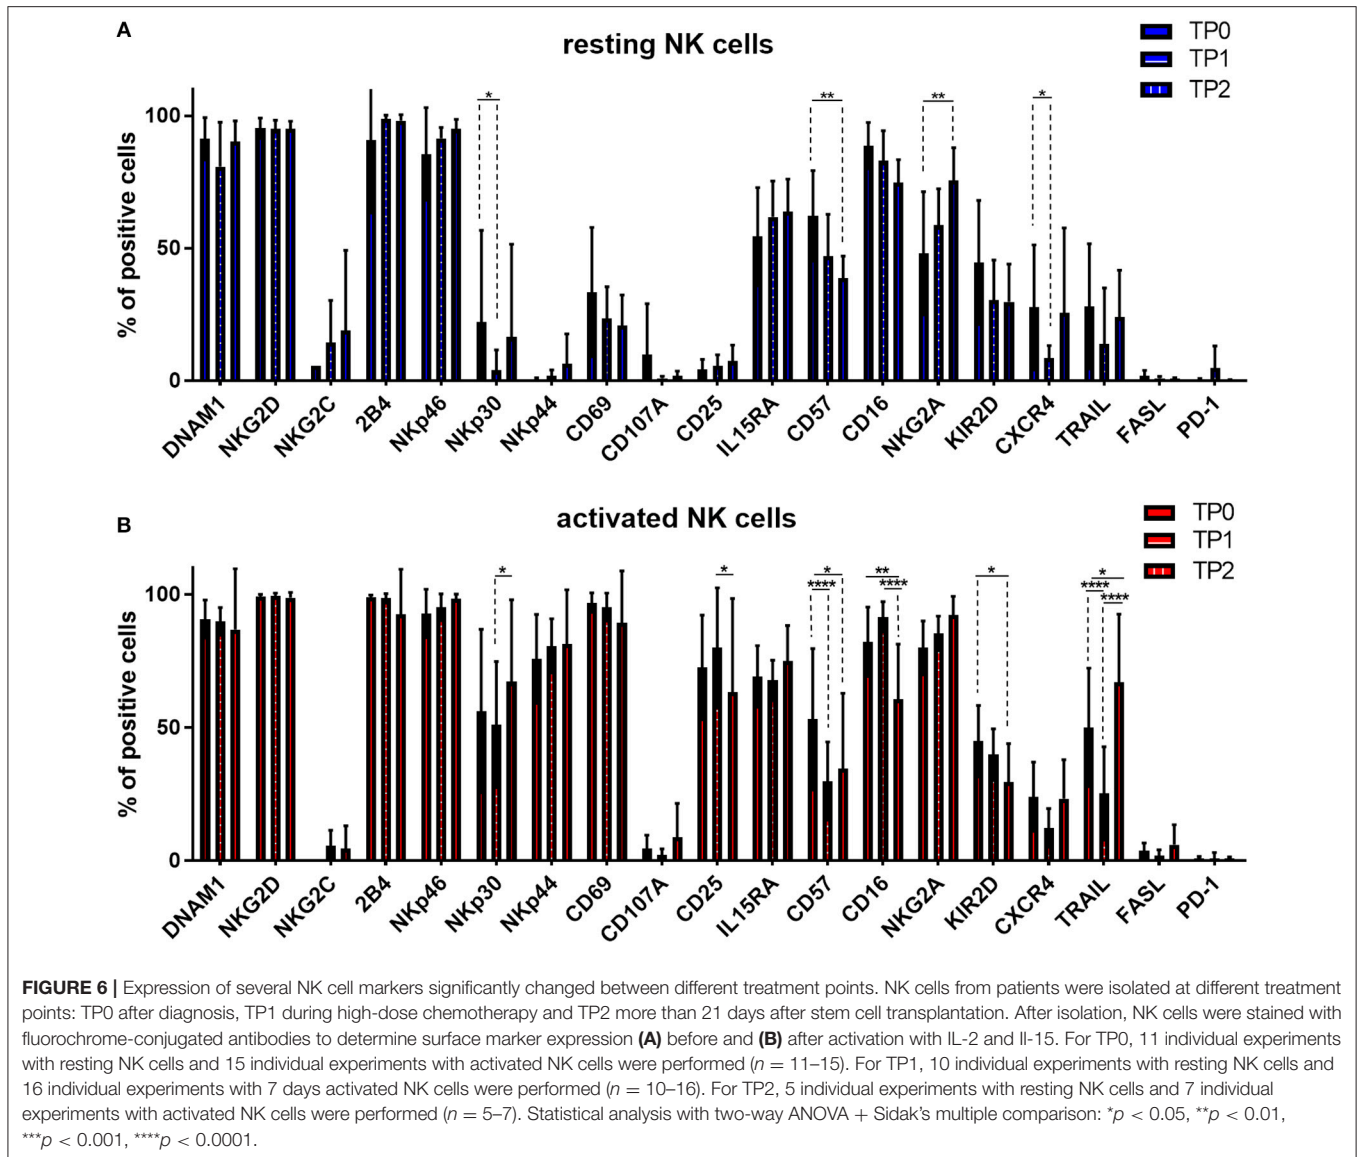 A
resting NK cells
TP0
TP1
TP2
% of positive cells
100
50
0
* ** ** *
DNAM1 NKG2D NKG2C 2B4 NKp46 NKp30 NKp44 CD69 CD107A CD25 IL15RA CD57 CD16 NKG2A KIR2D CXCR4 TRAIL FASL PD-1
B
activated NK cells
TP0
TP1
TP2
% of positive cells
100
50
0
* * * ** * *
**** **** **** ****
DNAM1 NKG2D NKG2C 2B4 NKp46 NKp30 NKp44 CD69 CD107A CD25 IL15RA CD57 CD16 NKG2A KIR2D CXCR4 TRAIL FASL PD-1
FIGURE 6 | Expression of several NK cell markers significantly changed between different treatment points. NK cells from patients were isolated at different treatment
points: TP0 after diagnosis, TP1 during high-dose chemotherapy and TP2 more than 21 days after stem cell transplantation. After isolation, NK cells were stained with
fluorochrome-conjugated antibodies to determine surface marker expression (A) before and (B) after activation with IL-2 and Il-15. For TP0, 11 individual experiments
with resting NK cells and 15 individual experiments with activated NK cells were performed (n = 11–15). For TP1, 10 individual experiments with resting NK cells and
16 individual experiments with 7 days activated NK cells were performed (n = 10–16). For TP2, 5 individual experiments with resting NK cells and 7 individual
experiments with activated NK cells were performed (n = 5–7). Statistical analysis with two-way ANOVA + Sidak's multiple comparison: *p < 0.05, **p < 0.01,
***p < 0.001, ****p < 0.0001.